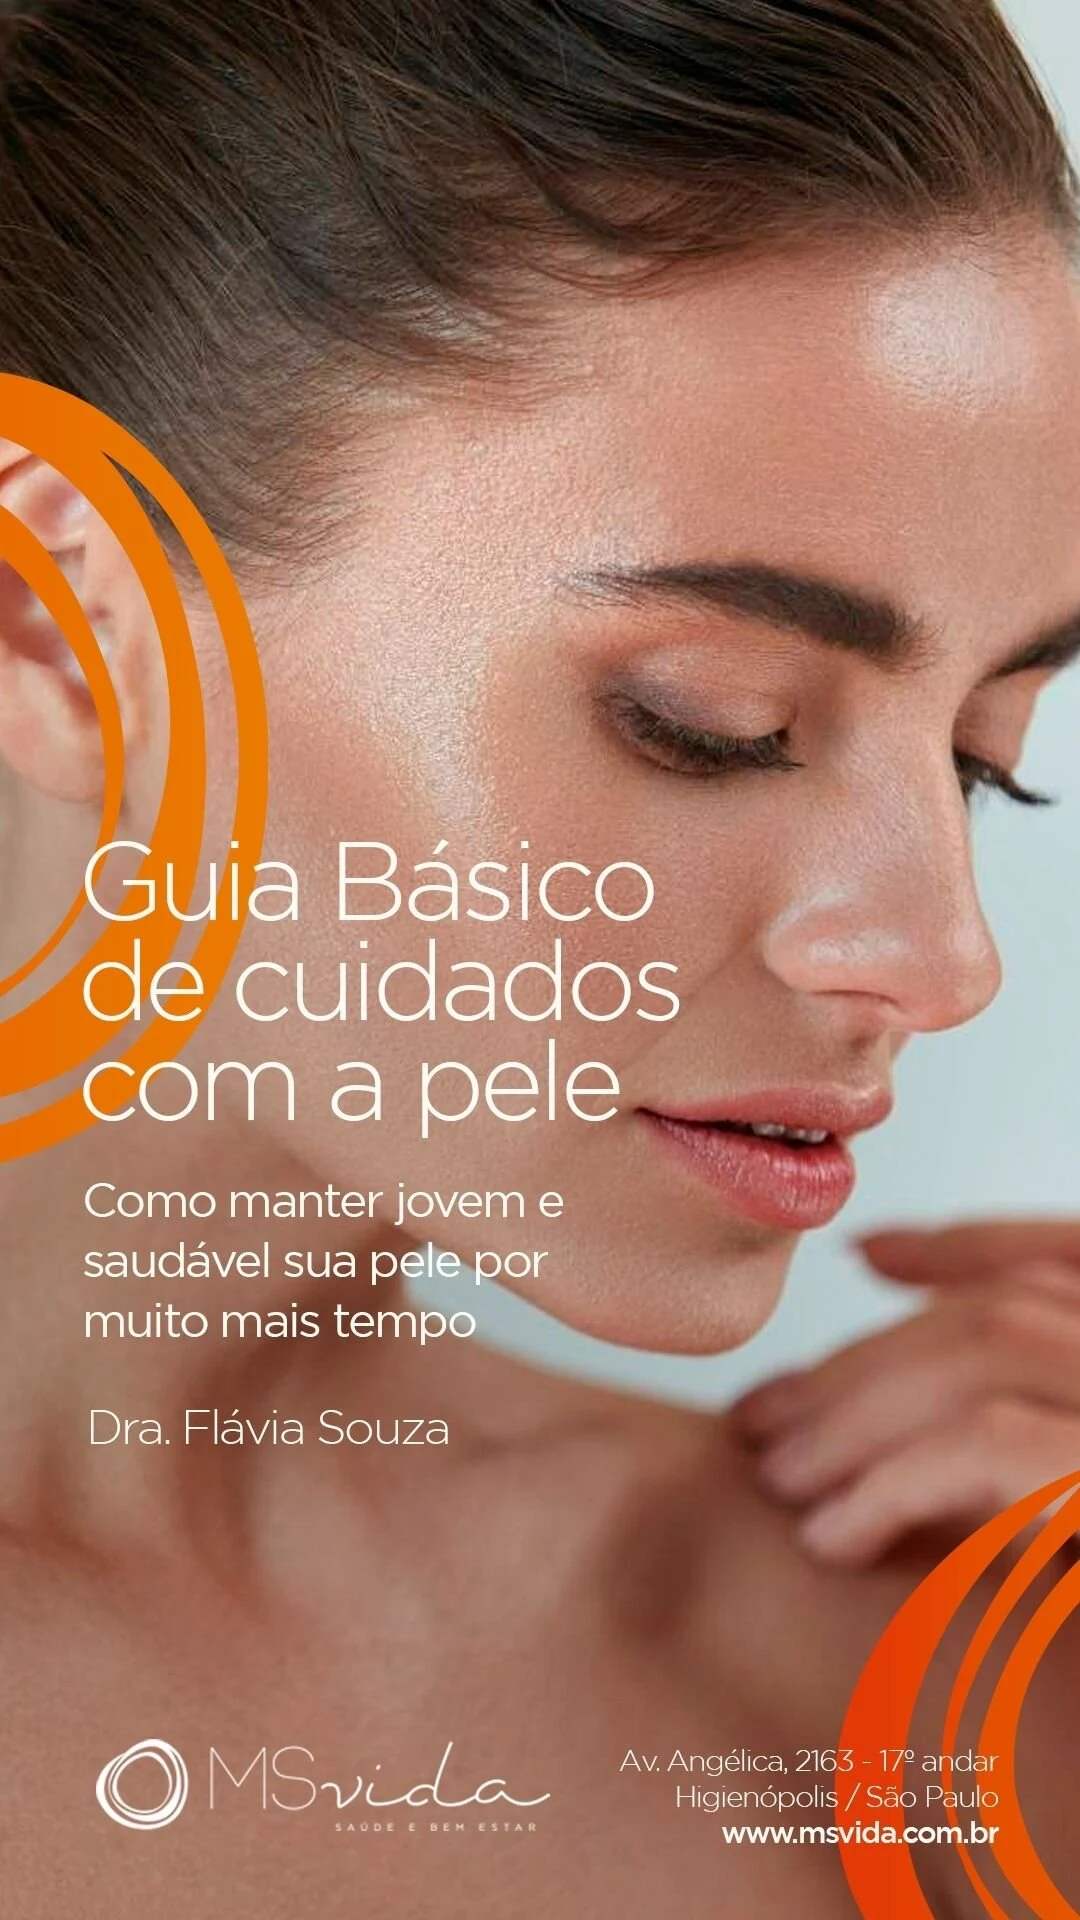 Guia Básico
de cuidados
com a pele
Como manter jovem e
saudável sua pele por
muito mais tempo
Dra. Flávia Souza
MSvida
SAÚDE E BEM ESTAR
Av. Angélica, 2163 - 17º andar
Higienópolis / São Paulo
www.msvida.com.br